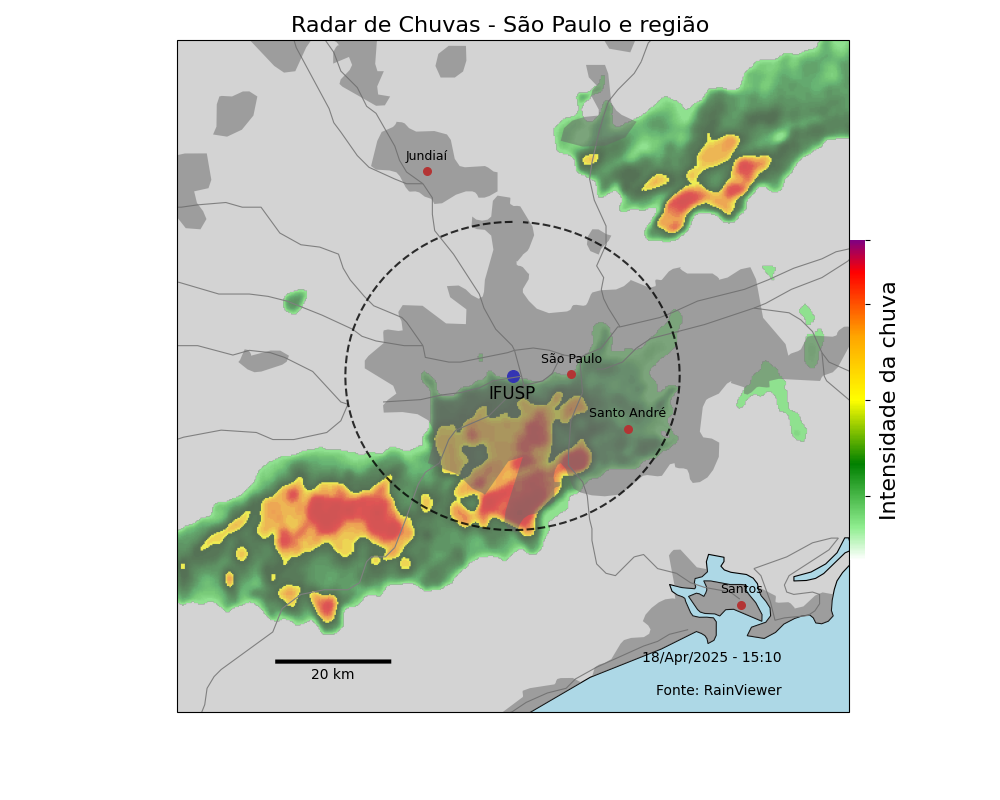 Radar de Chuvas - São Paulo e região
Jundiaí
São Paulo
IFUSP
Santo André
Intensidade da chuva
Santos
18/Apr/2025 - 15:10
20 km
Fonte: RainViewer